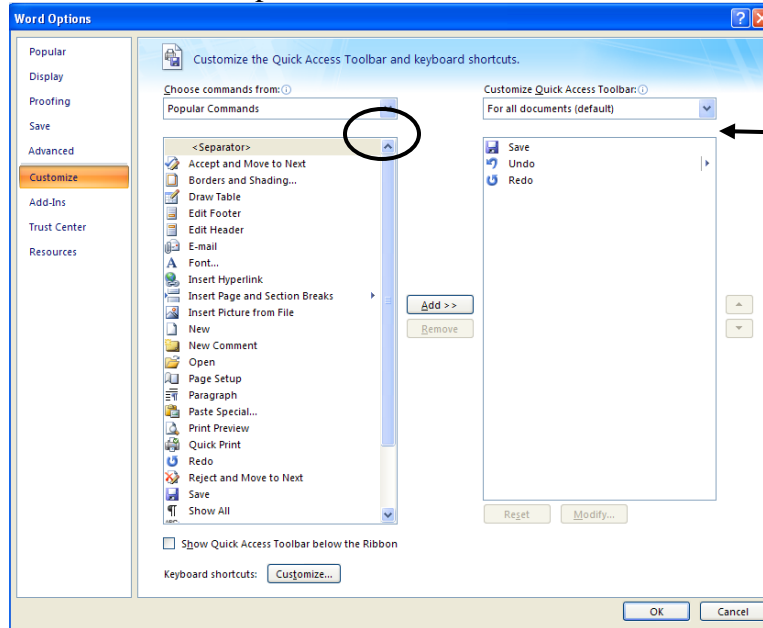 Word Options
Popular
Display
Proofing
Save
Advanced
Customize
Add-Ins
Trust Center
Resources
Customize the Quick Access Toolbar and keyboard shortcuts.
Choose commands from:
Popular Commands
<Separator>
Accept and Move to Next
Borders and Shading...
Draw Table
Edit Footer
Edit Header
E-mail
Font...
Insert Hyperlink
Insert Page and Section Breaks
Insert Picture from File
New
New Comment
Open
Page Setup
Paragraph
Paste Special...
Print Preview
Quick Print
Redo
Reject and Move to Next
Save
Show All
Show Quick Access Toolbar below the Ribbon
Keyboard shortcuts: Customize...
Add >>
Remove
Customize Quick Access Toolbar:
For all documents (default)
Save
Undo
Redo
Reset Modify...
OK Cancel